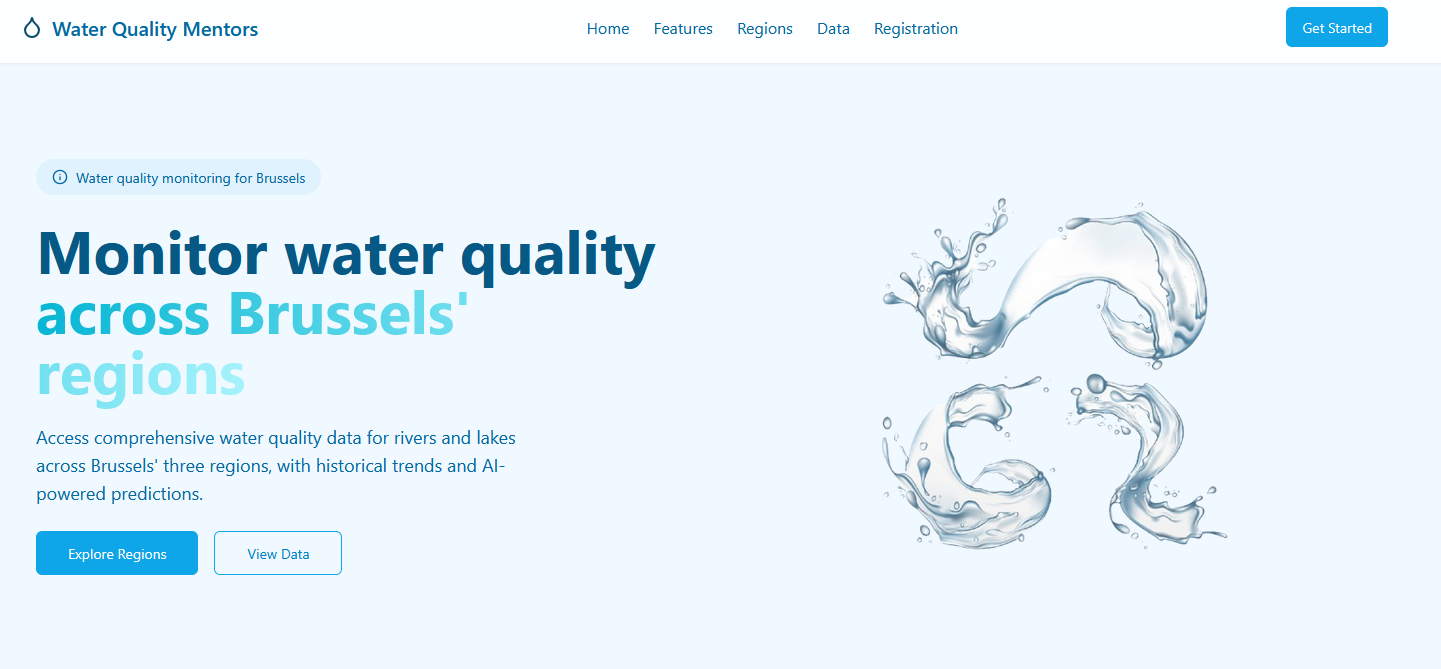 Water Quality Mentors
Home
Features
Regions
Data
Registration
Get Started
Water quality monitoring for Brussels
Monitor water quality
across Brussels'
regions
Access comprehensive water quality data for rivers and lakes
across Brussels' three regions, with historical trends and AI-
powered predictions.
Explore Regions
View Data